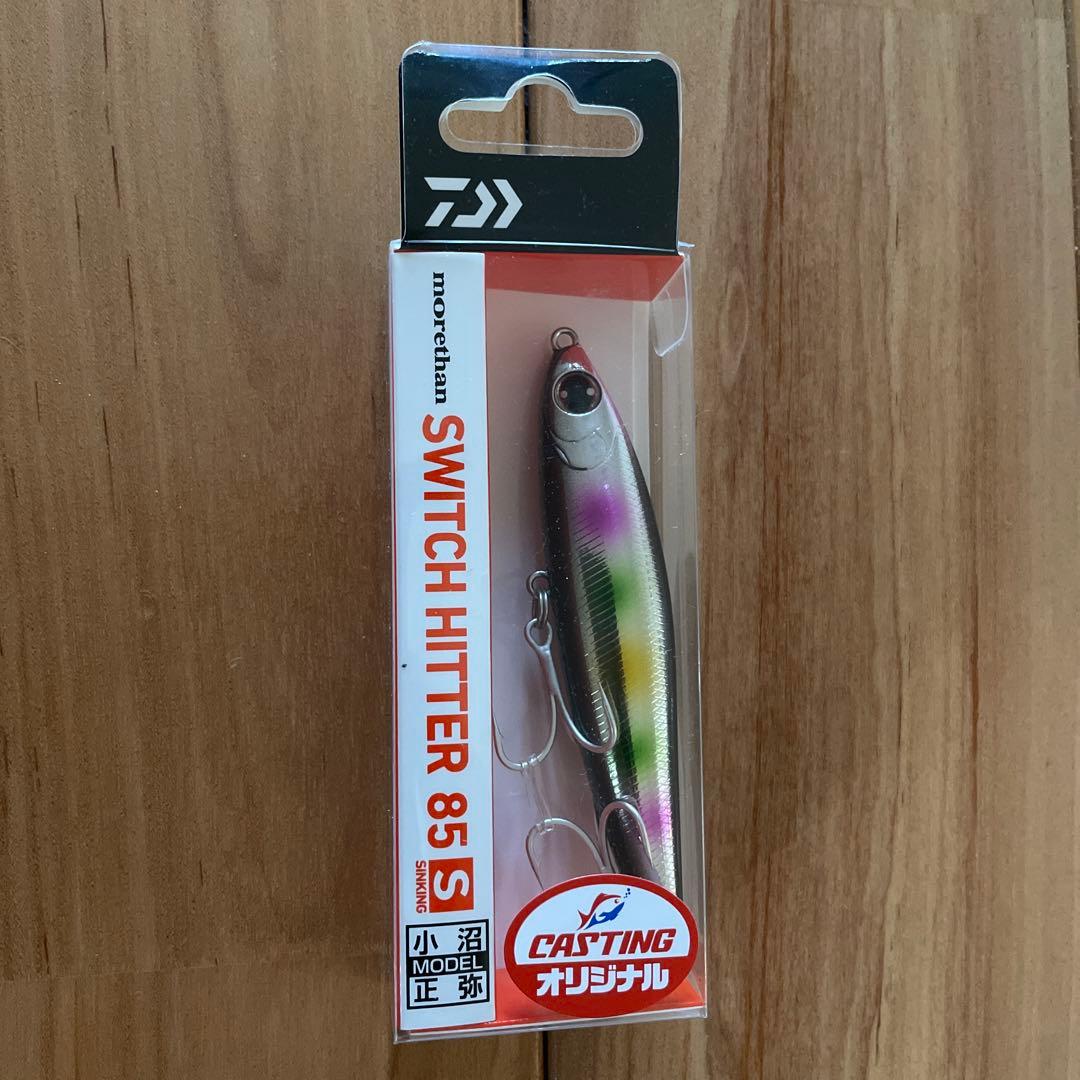 morethan
SWITCH HITTER 85 S
SINKING
小沼
MODEL
正弥
CASTING
オリジナル